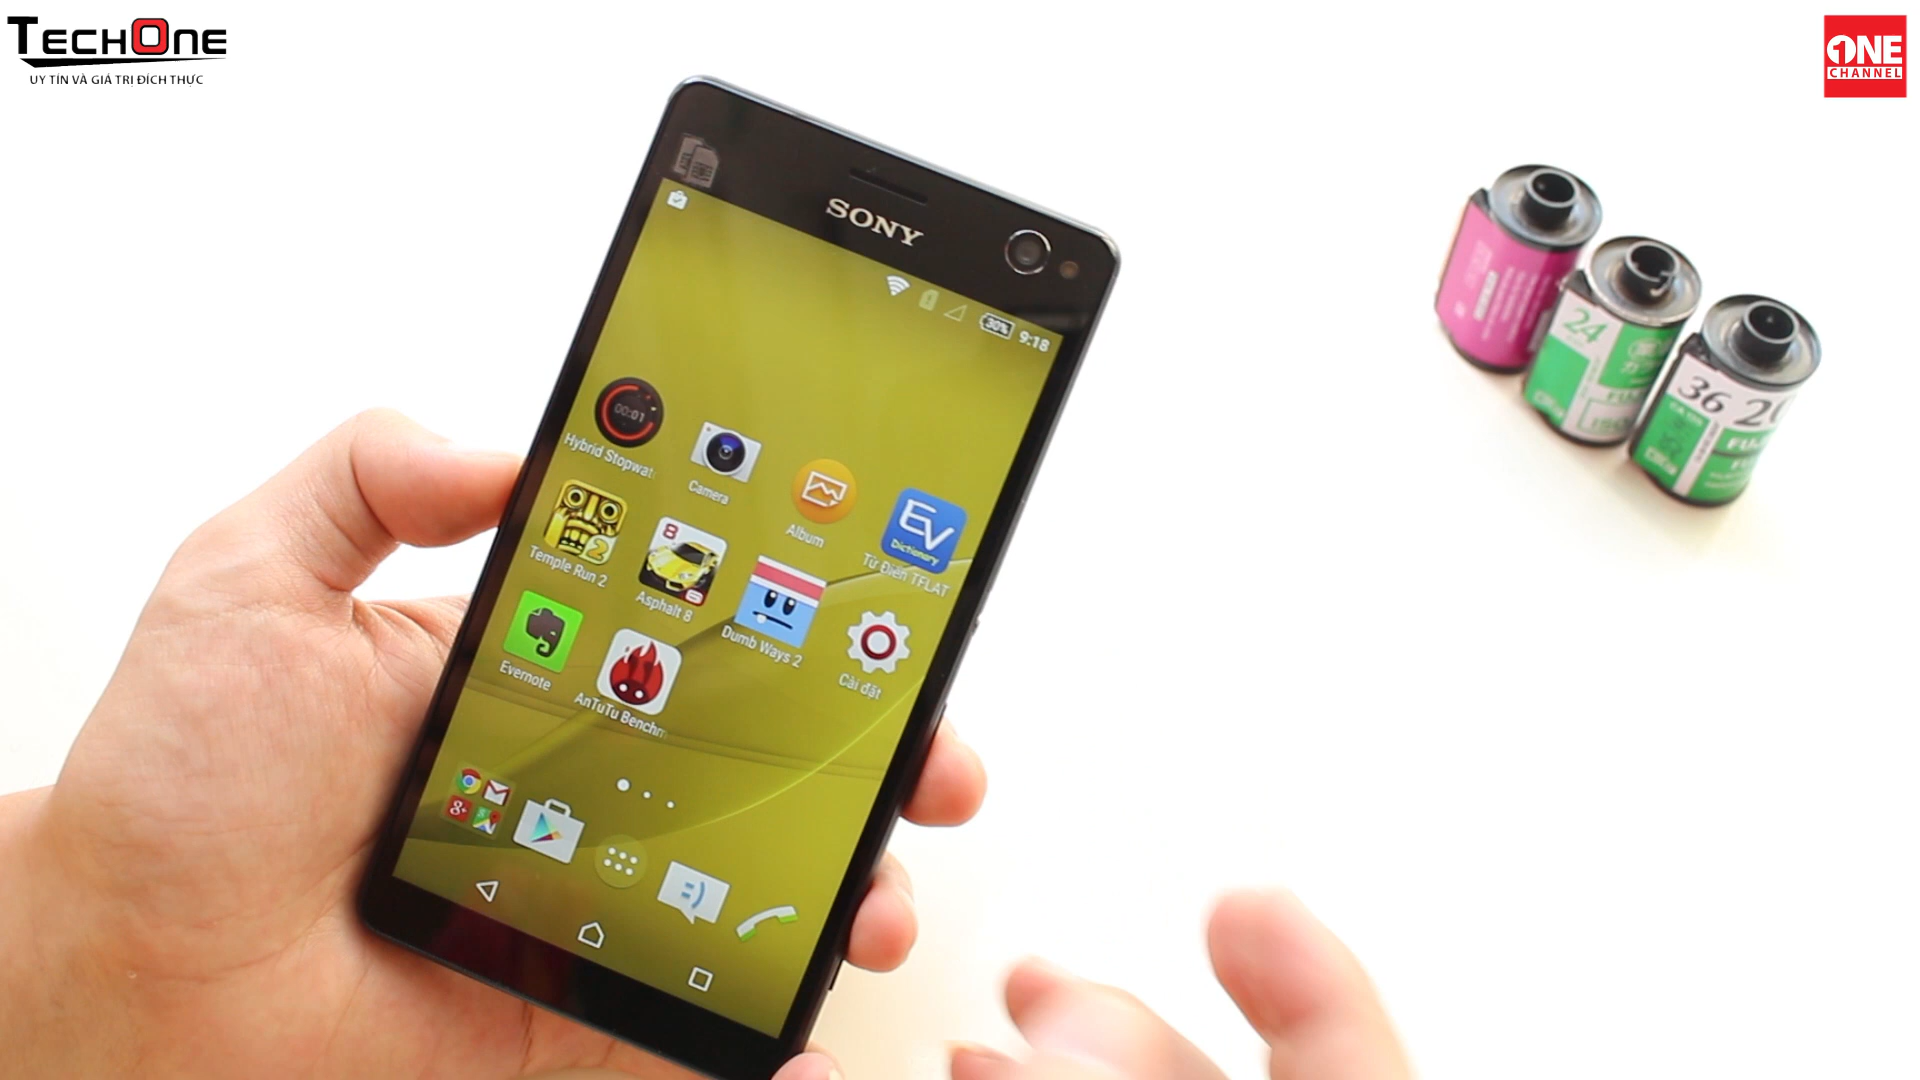 TECHONE
UY TÍN VÀ GIÁ TRỊ ĐÍCH THỰC
ONE
CHANNEL
SONY
30% 9:18
00:01
Hybrid Stopwat
Camera
Album
EV
Dictionary
Từ Điển TFLAT
2
Temple Run 2
8
Asphalt 8
Dumb Ways 2
Cài đặt
Evernote
AnTuTu Benchm
24
36
FUJI